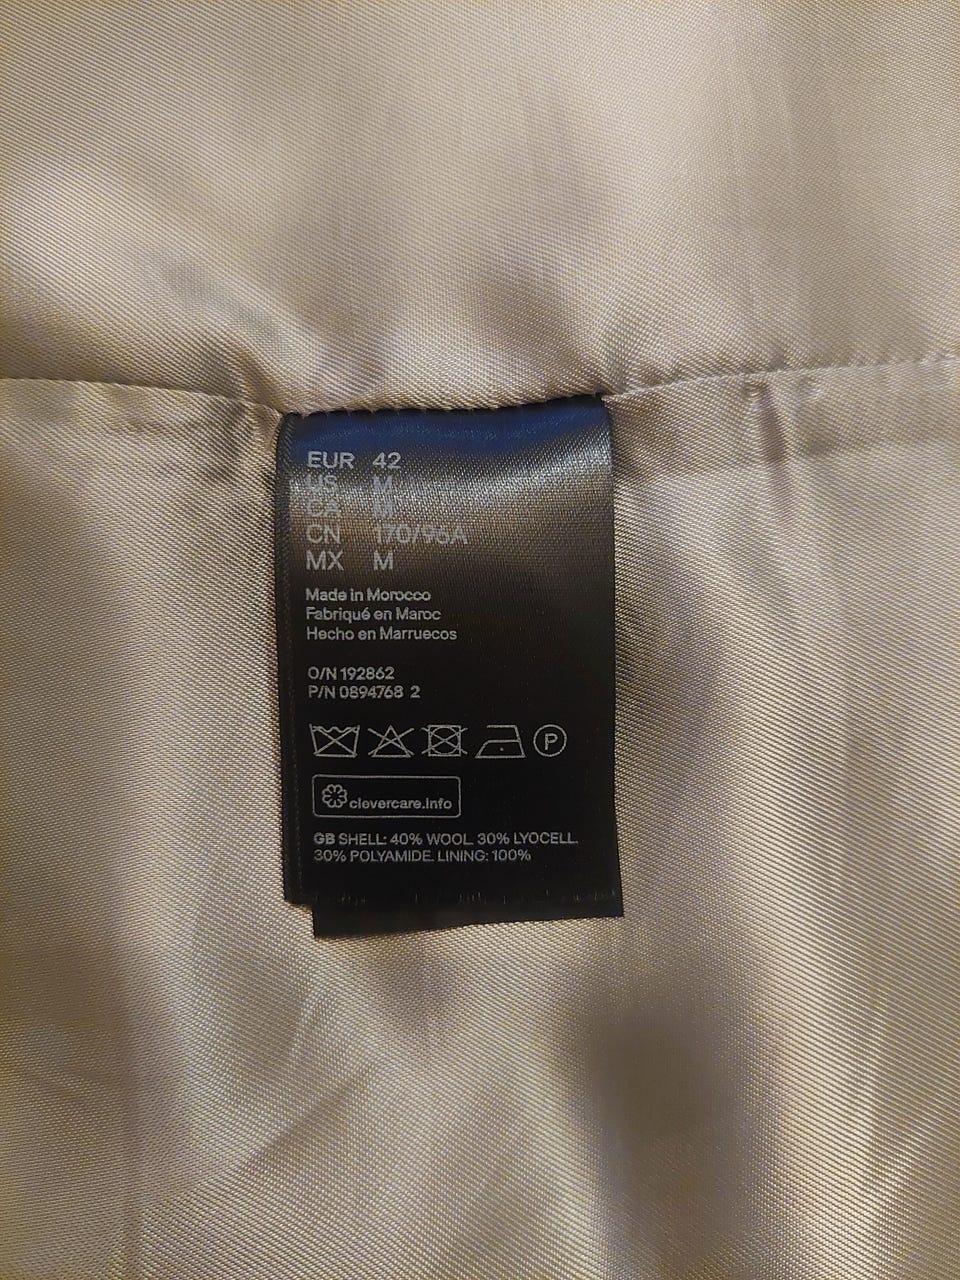 EUR 42
US M
CA M
CN 170/96A
MX M
Made in Morocco
Fabriqué en Maroc
Hecho en Marruecos
O/N 192862
P/N 0894768 2
P
clevercare.info
GB SHELL: 40% WOOL. 30% LYOCELL.
30% POLYAMIDE. LINING: 100%